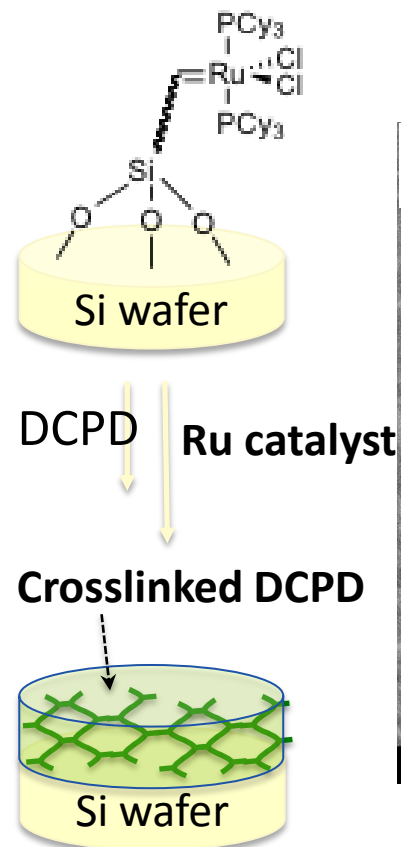 PCy3
Ru
Cl
Cl
PCy3
Si
O O O
Si wafer
DCPD Ru catalyst
Crosslinked DCPD
Si wafer